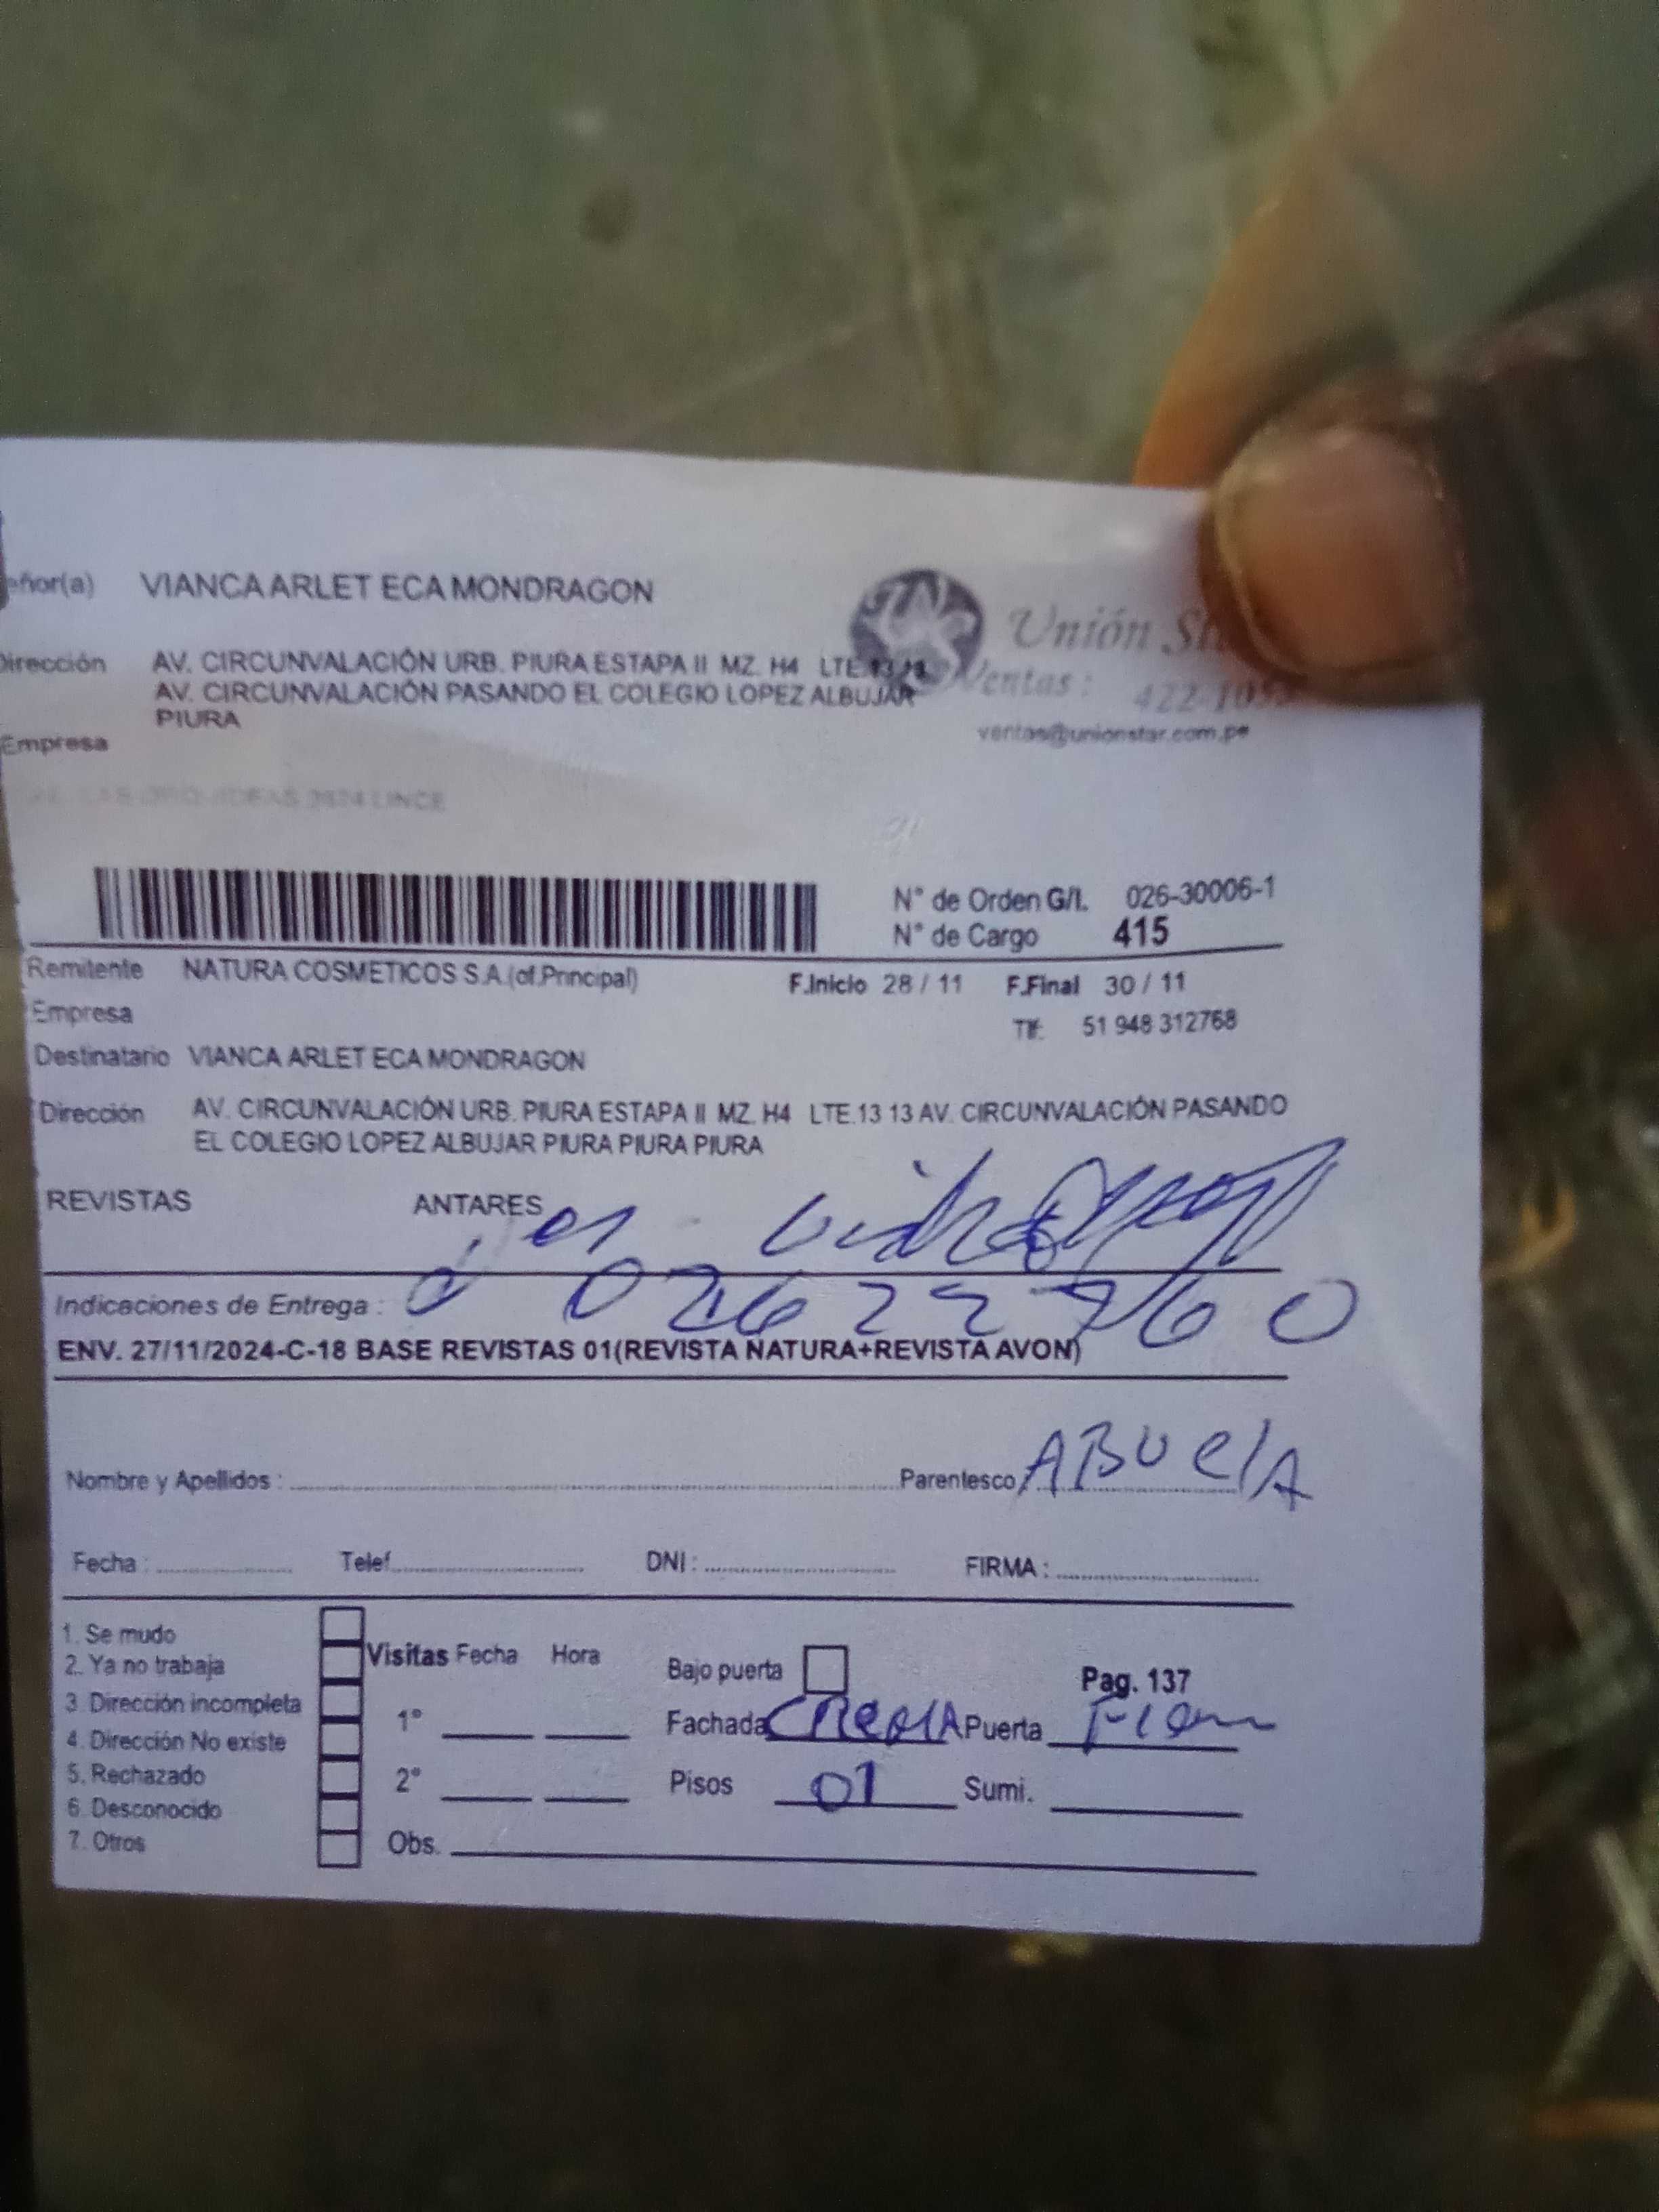 eñor(a) VIANCA ARLET ECA MONDRAGON
Unión
Dirección AV. CIRCUNVALACIÓN URB. PIURA ESTAPA II MZ. H4 LTE.13
Ventas: 422-105
AV. CIRCUNVALACIÓN PASANDO EL COLEGIO LOPEZ ALBUJAR
PIURA
ventas@unionstar.com.pe
Empresa
LINCE
N° de Orden G/I. 026-30006-1
N° de Cargo 415
Remitente NATURA COSMETICOS S.A.(of.Principal) F.Inicio 28 / 11 F.Final 30 / 11
Empresa Tlf: 51 948 312768
Destinatario VIANCA ARLET ECA MONDRAGON
Dirección AV. CIRCUNVALACIÓN URB. PIURA ESTAPA II MZ. H4 LTE.13 13 AV. CIRCUNVALACIÓN PASANDO
EL COLEGIO LOPEZ ALBUJAR PIURA PIURA PIURA
REVISTAS ANTARES
Indicaciones de Entrega : 02622760
ENV. 27/11/2024-C-18 BASE REVISTAS 01(REVISTA NATURA+REVISTA AVON)
Nombre y Apellidos : Parentesco ABUElA
Fecha : Telef. DNI : FIRMA :
1. Se mudo
2. Ya no trabaja
3. Dirección incompleta
4. Dirección No existe
5. Rechazado
6. Desconocido
7. Otros
Visitas Fecha Hora
1°
2°
Obs.
Bajo puerta Pag. 137
Fachada CREMA Puerta
Pisos 01 Sumi.